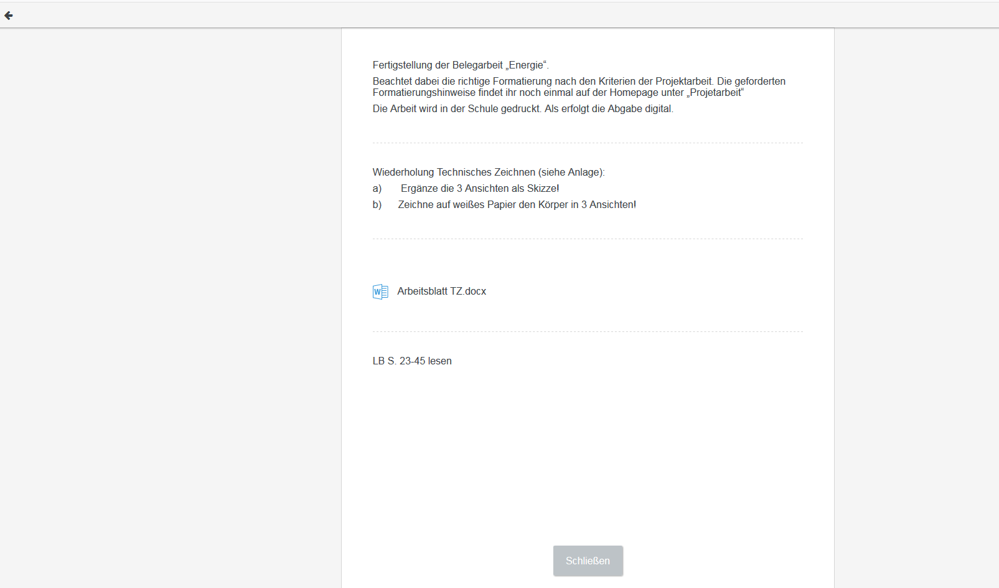 Fertigstellung der Belegarbeit „Energie“.
Beachtet dabei die richtige Formatierung nach den Kriterien der Projektarbeit. Die geforderten
Formatierungshinweise findet ihr noch einmal auf der Homepage unter „Projetarbeit“
Die Arbeit wird in der Schule gedruckt. Als erfolgt die Abgabe digital.
Wiederholung Technisches Zeichnen (siehe Anlage):
a) Ergänze die 3 Ansichten als Skizze!
b) Zeichne auf weißes Papier den Körper in 3 Ansichten!
W Arbeitsblatt TZ.docx
LB S. 23-45 lesen
Schließen